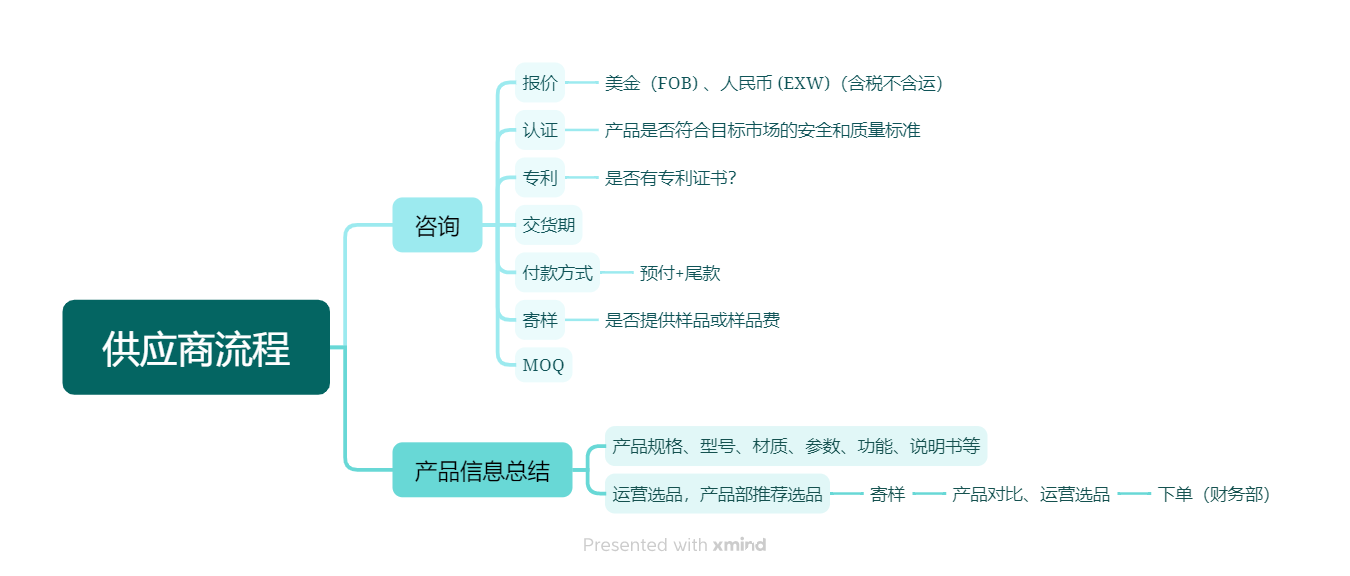 报价
美金（FOB）、人民币 (EXW)（含税不含运）
认证
产品是否符合目标市场的安全和质量标准
专利
是否有专利证书？
咨询
交货期
付款方式
预付+尾款
寄样
是否提供样品或样品费
供应商流程
MOQ
产品规格、型号、材质、参数、功能、说明书等
产品信息总结
运营选品，产品部推荐选品
寄样
产品对比、运营选品
下单（财务部）
Presented with xmind